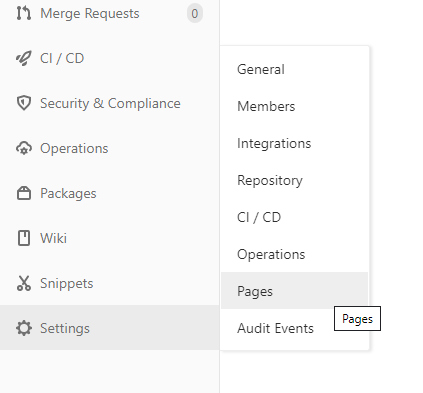 Merge Requests 0
CI / CD
Security & Compliance
Operations
Packages
Wiki
Snippets
Settings
General
Members
Integrations
Repository
CI / CD
Operations
Pages
Pages
Audit Events